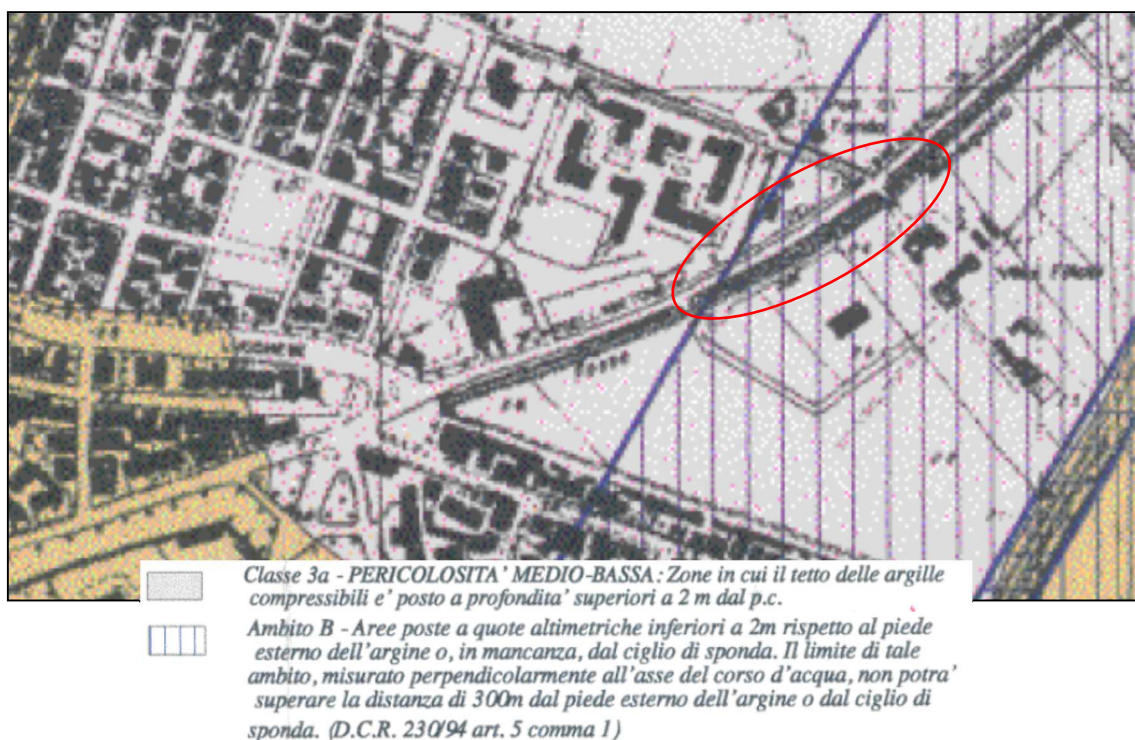 Fosso
Classe 3a - PERICOLOSITA' MEDIO-BASSA: Zone in cui il tetto delle argille
compressibili e' posto a profondita' superiori a 2 m dal p.c.
Ambito B - Aree poste a quote altimetriche inferiori a 2m rispetto al piede
esterno dell'argine o, in mancanza, dal ciglio di sponda. Il limite di tale
ambito, misurato perpendicolarmente all'asse del corso d'acqua, non potra'
superare la distanza di 300m dal piede esterno dell'argine o dal ciglio di
sponda. (D.C.R. 230/94 art. 5 comma 1)